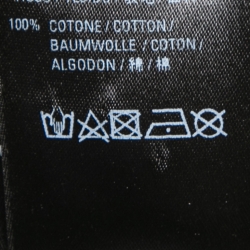 100% COTONE / COTTON /
BAUMWOLLE / COTON /
ALGODON / 綿 / 棉